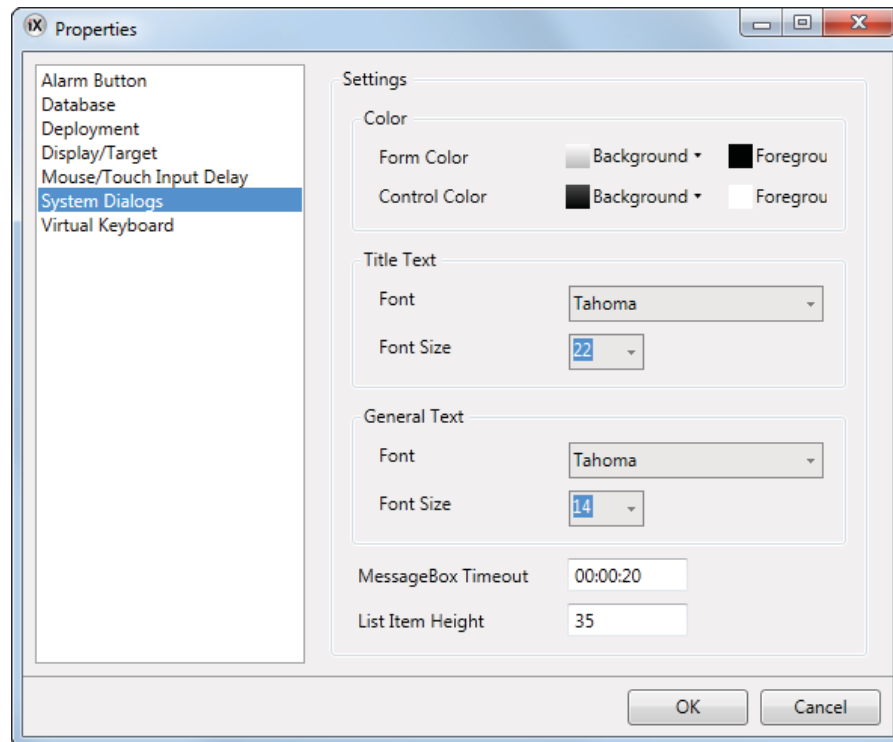 iX Properties
Alarm Button
Database
Deployment
Display/Target
Mouse/Touch Input Delay
System Dialogs
Virtual Keyboard
Settings
Color
Form Color Background Foregrou
Control Color Background Foregrou
Title Text
Font Tahoma
Font Size 22
General Text
Font Tahoma
Font Size 14
MessageBox Timeout 00:00:20
List Item Height 35
OK Cancel